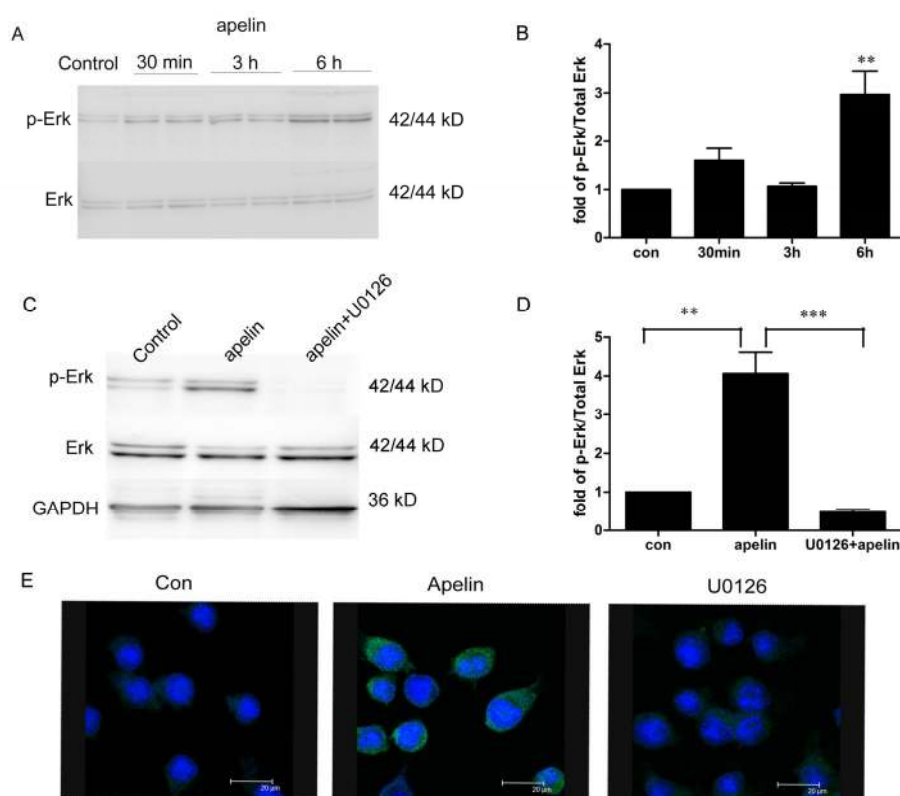 A
apelin
Control 30 min 3 h 6 h
p-Erk 42/44 kD
Erk 42/44 kD
B
fold of p-Erk/Total Erk
4
3
2
1
0
**
con 30min 3h 6h
C
Control apelin apelin+U0126
p-Erk 42/44 kD
Erk 42/44 kD
GAPDH 36 kD
D
fold of p-Erk/Total Erk
5
4
3
2
1
0
** ***
con apelin U0126+apelin
E
Con Apelin U0126
20 µm 20 µm 20 µm